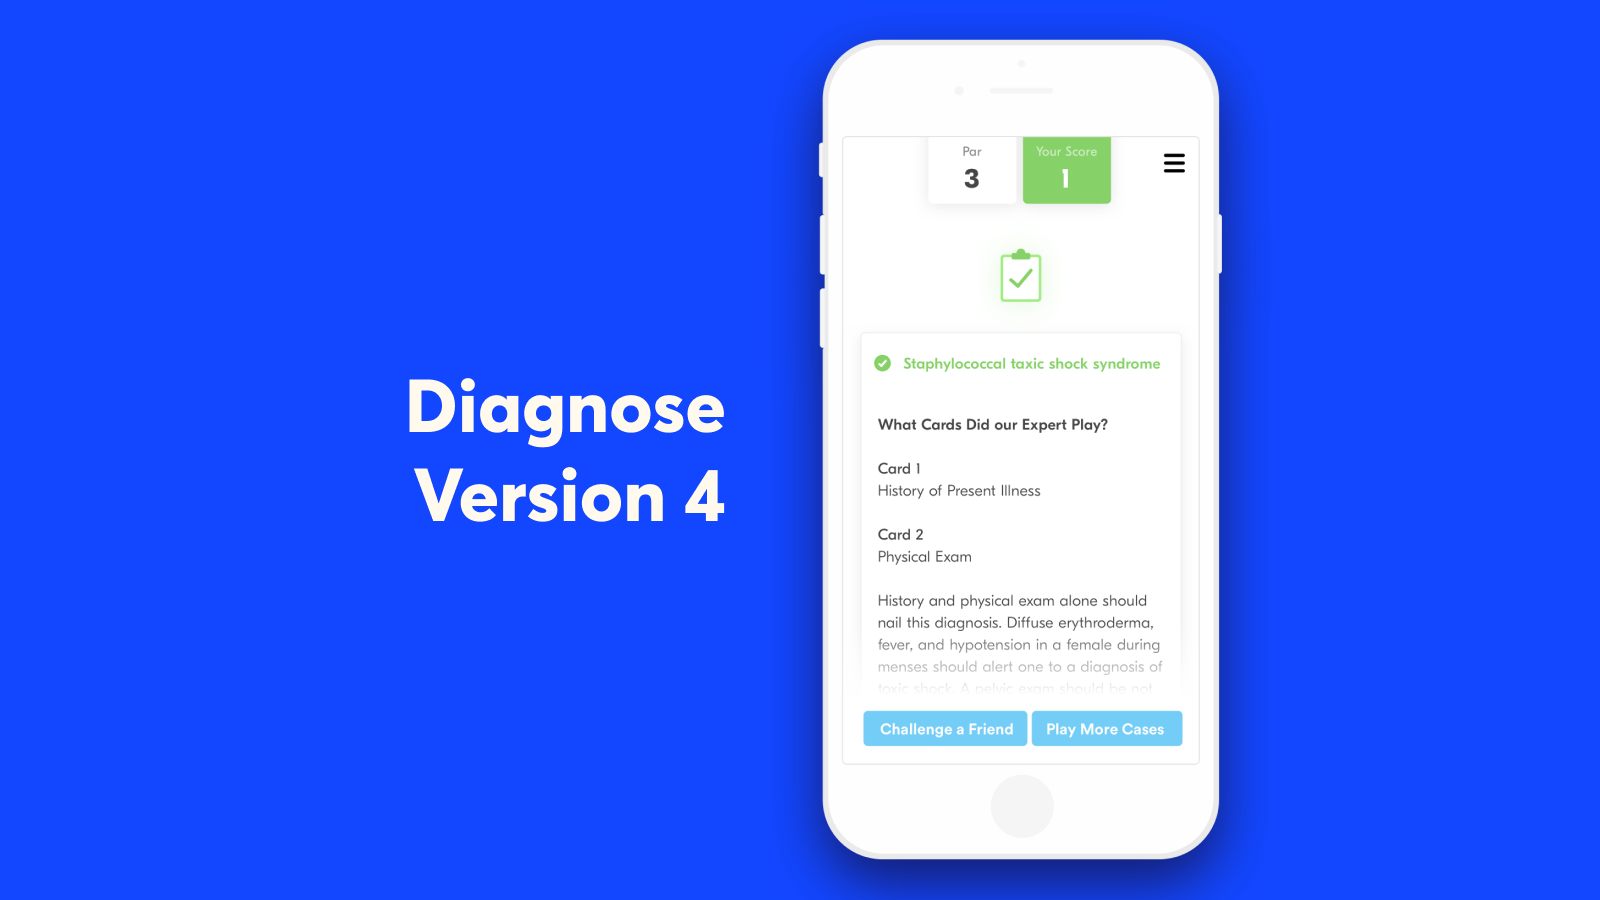 Diagnose
Version 4
Par
3
Your Score
1
Staphylococcal taxic shock syndrome
What Cards Did our Expert Play?
Card 1
History of Present Illness
Card 2
Physical Exam
History and physical exam alone should
nail this diagnosis. Diffuse erythroderma,
fever, and hypotension in a female during
menses should alert one to a diagnosis of
toxic shock. A pelvic exam should be not
Challenge a Friend
Play More Cases